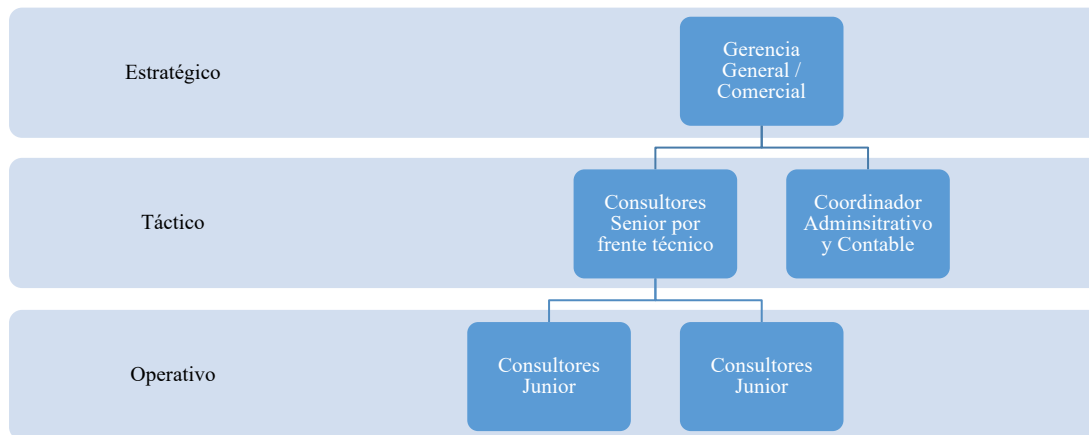 Estratégico
Gerencia
General /
Comercial
Táctico
Consultores
Senior por
frente técnico
Coordinador
Adminsitrativo
y Contable
Operativo
Consultores
Junior
Consultores
Junior